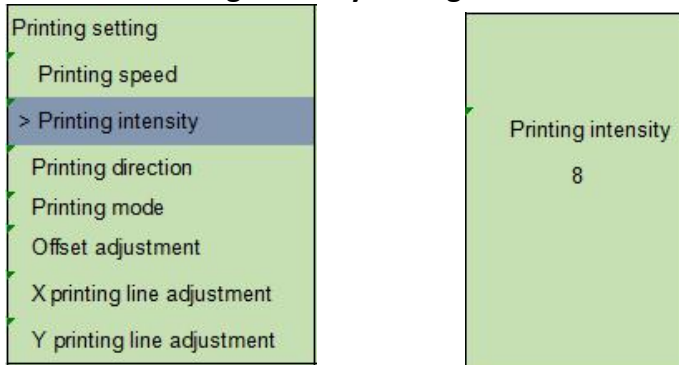 Printing setting
Printing speed
> Printing intensity
Printing direction
Printing mode
Offset adjustment
X printing line adjustment
Y printing line adjustment
Printing intensity
8